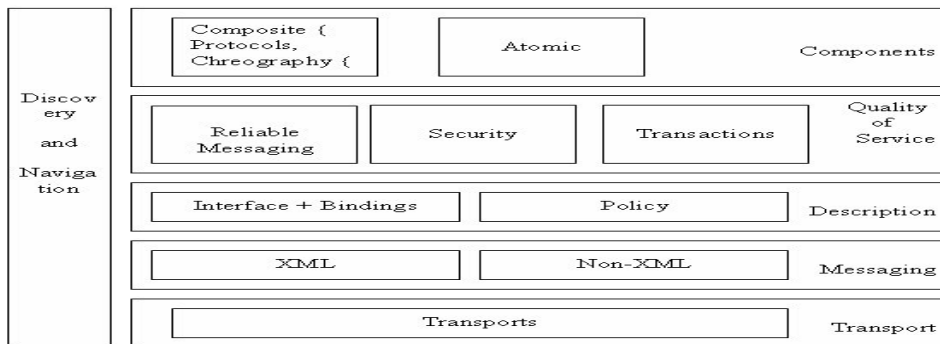 Discov
ery
and
Naviga
tion
Composite {
Protocols,
Chreography {
Atomic
Components
Reliable
Messaging
Security
Transactions
Quality
of
Service
Interface + Bindings
Policy
Description
XML
Non-XML
Messaging
Transports
Transport